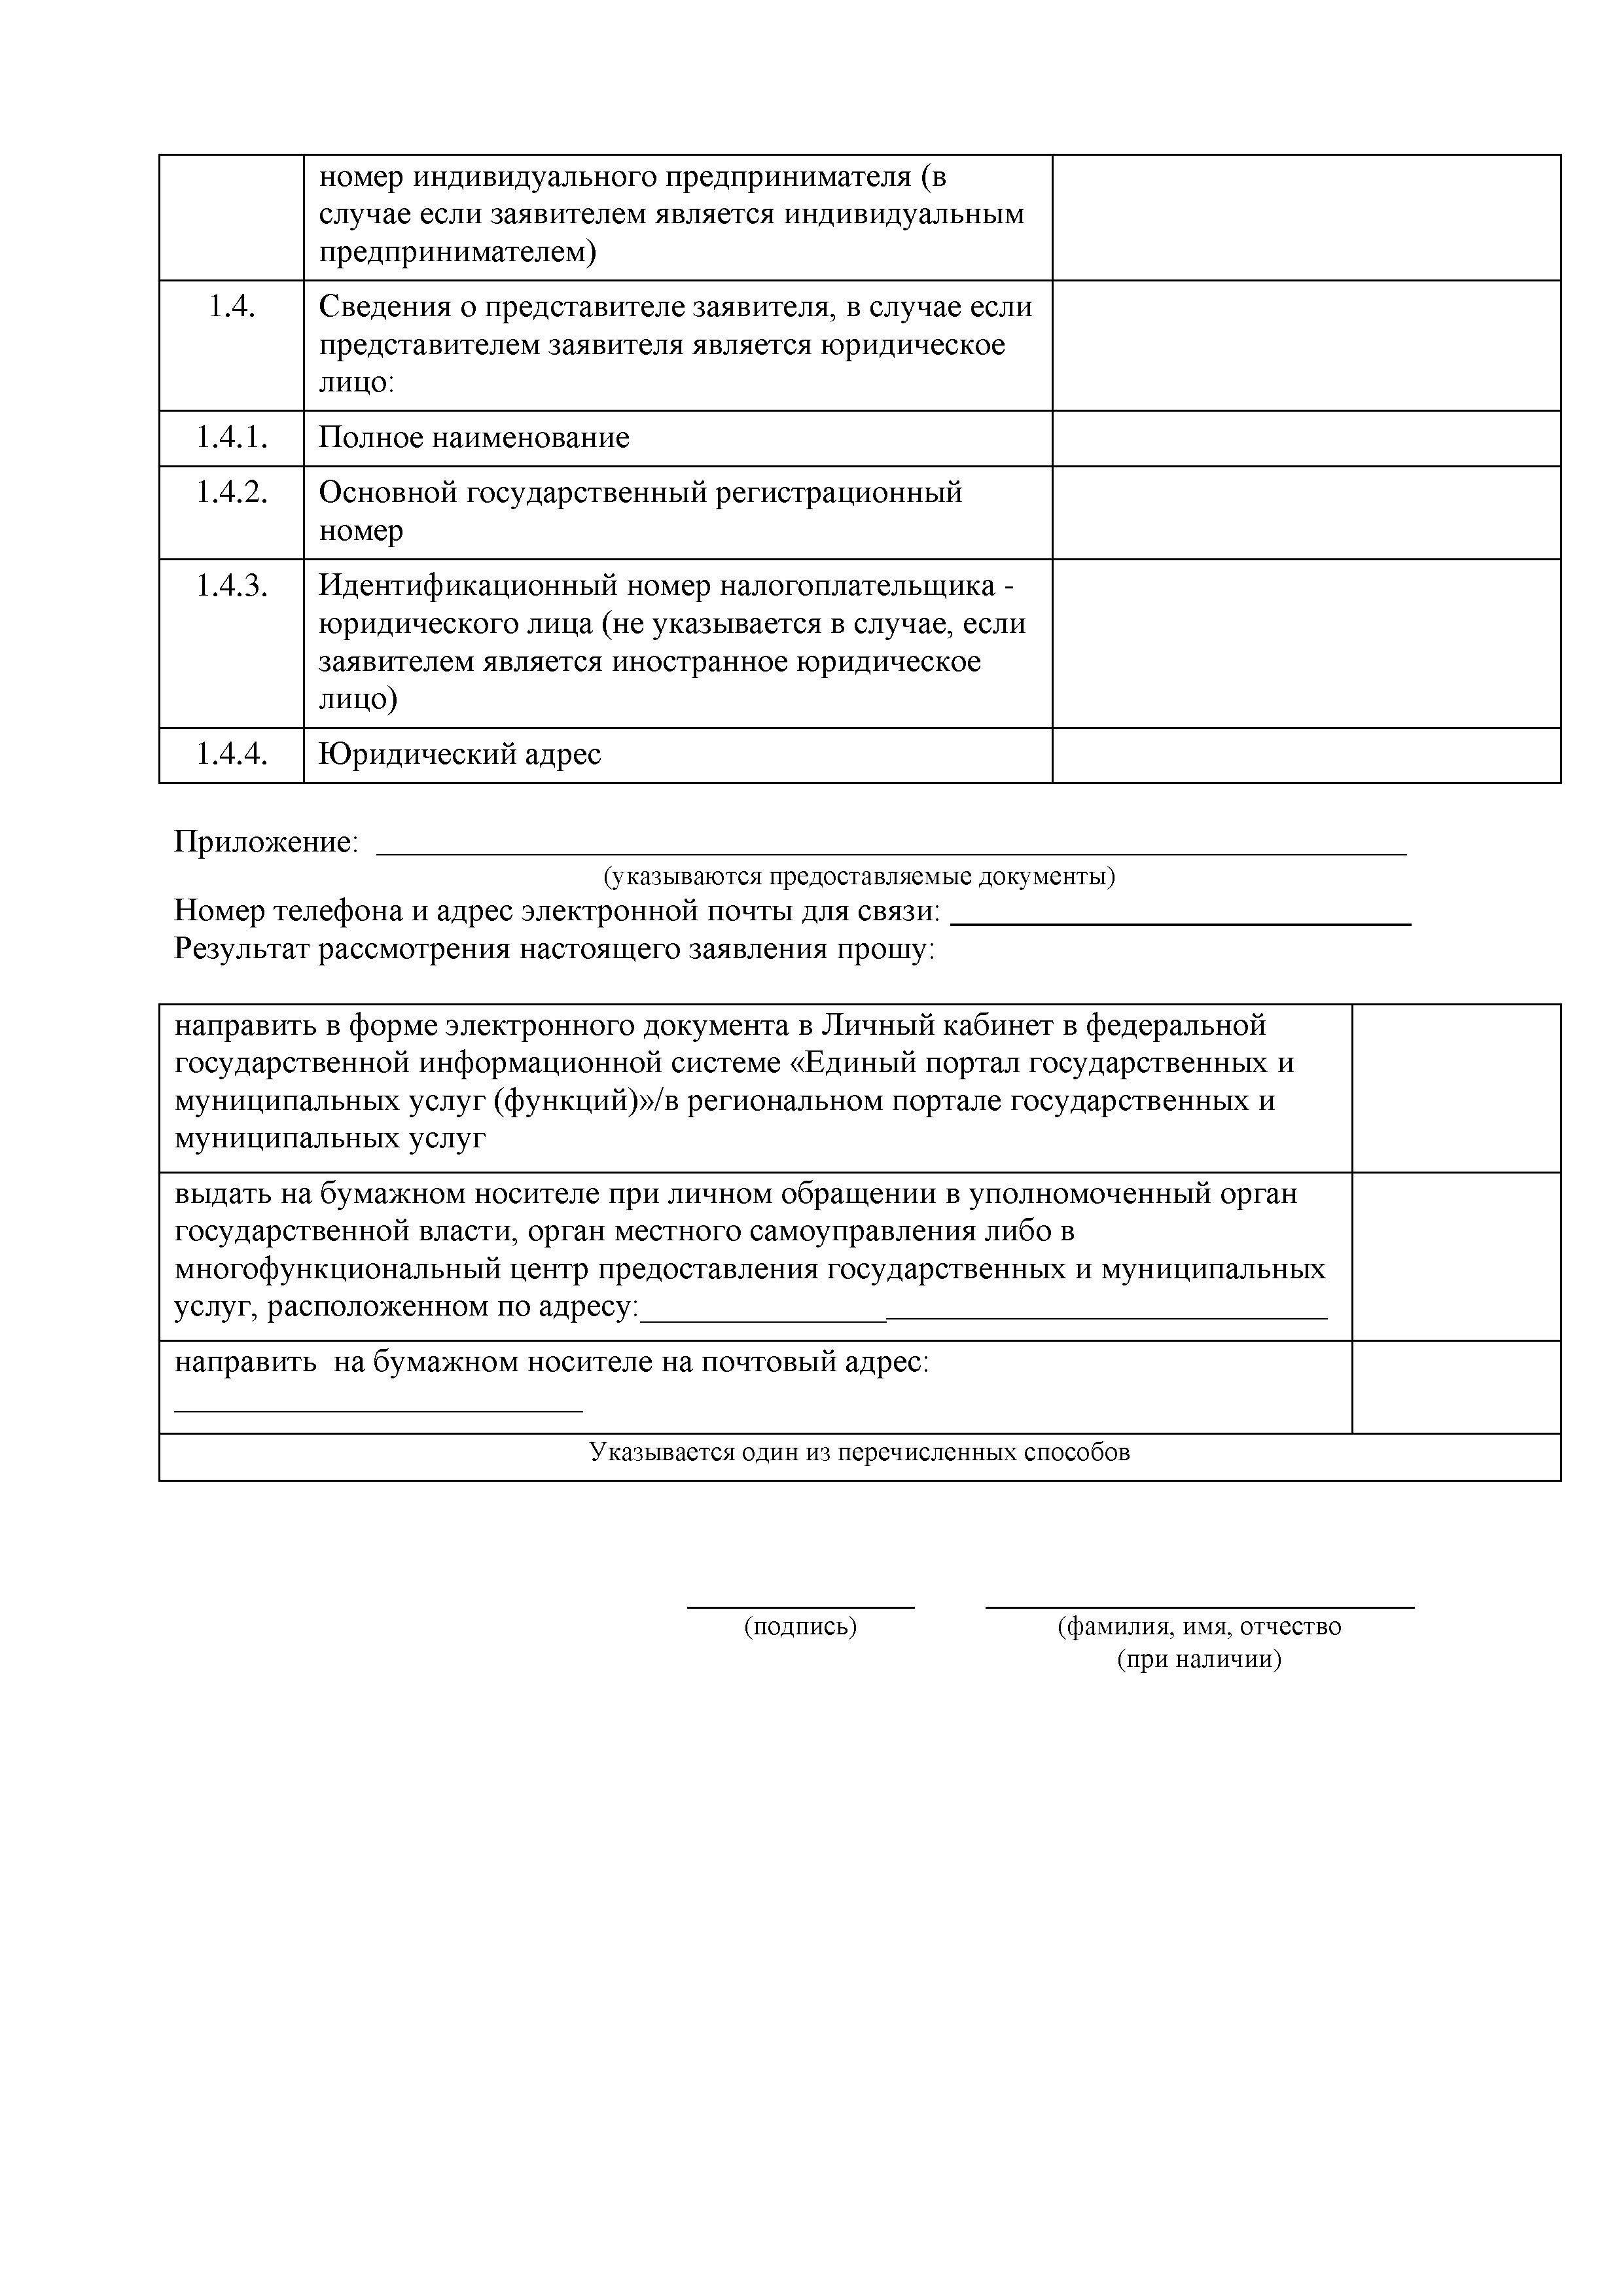 номер индивидуального предпринимателя (в
случае если заявителем является индивидуальным
предпринимателем)
1.4. Сведения о представителе заявителя, в случае если
представителем заявителя является юридическое
лицо:
1.4.1. Полное наименование
1.4.2. Основной государственный регистрационный
номер
1.4.3. Идентификационный номер налогоплательщика -
юридического лица (не указывается в случае, если
заявителем является иностранное юридическое
лицо)
1.4.4. Юридический адрес
Приложение:
(указываются предоставляемые документы)
Номер телефона и адрес электронной почты для связи:
Результат рассмотрения настоящего заявления прошу:
направить в форме электронного документа в Личный кабинет в федеральной
государственной информационной системе «Единый портал государственных и
муниципальных услуг (функций)»/в региональном портале государственных и
муниципальных услуг
выдать на бумажном носителе при личном обращении в уполномоченный орган
государственной власти, орган местного самоуправления либо в
многофункциональный центр предоставления государственных и муниципальных
услуг, расположенном по адресу:
направить на бумажном носителе на почтовый адрес:
Указывается один из перечисленных способов
(подпись) (фамилия, имя, отчество
(при наличии)